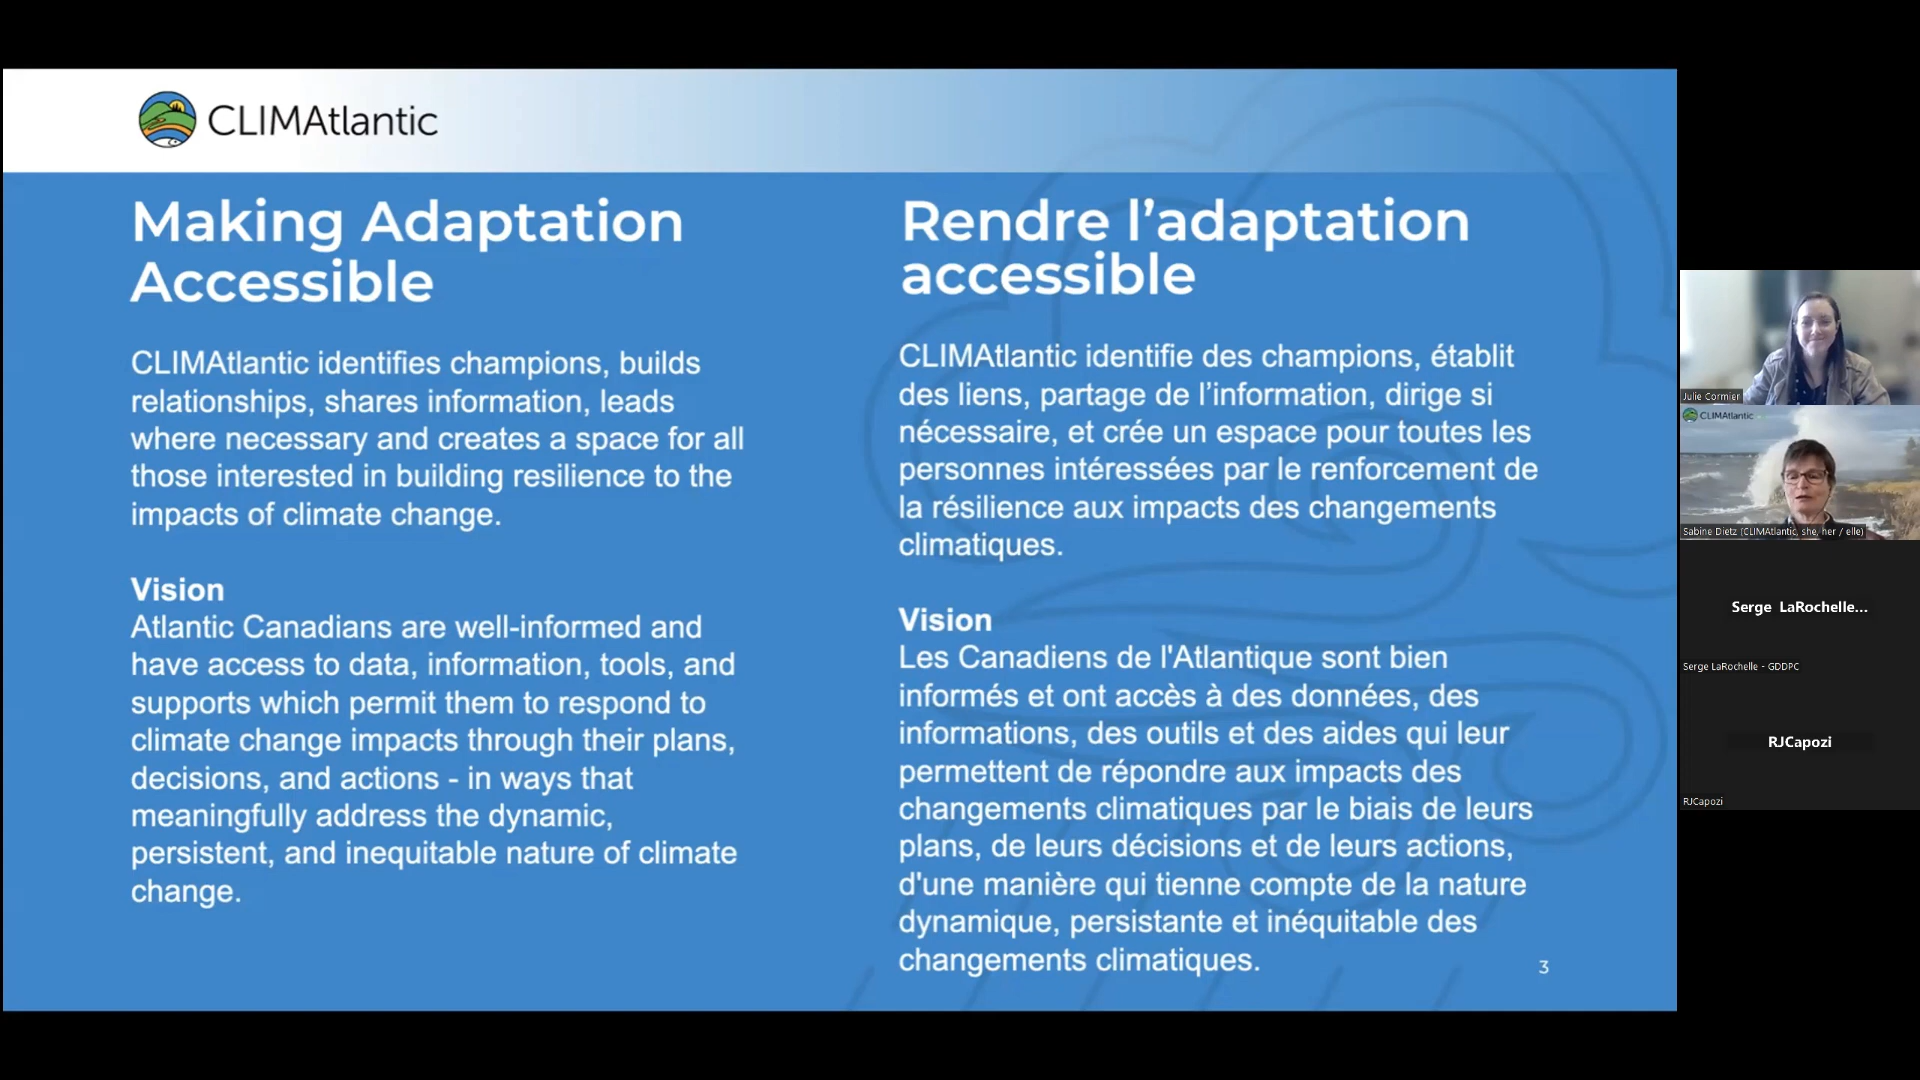 CLIMAtlantic
Making Adaptation
Accessible
CLIMAtlantic identifies champions, builds
relationships, shares information, leads
where necessary and creates a space for all
those interested in building resilience to the
impacts of climate change.
Vision
Atlantic Canadians are well-informed and
have access to data, information, tools, and
supports which permit them to respond to
climate change impacts through their plans,
decisions, and actions - in ways that
meaningfully address the dynamic,
persistent, and inequitable nature of climate
change.
Rendre l’adaptation
accessible
CLIMAtlantic identifie des champions, établit
des liens, partage de l’information, dirige si
nécessaire, et crée un espace pour toutes les
personnes intéressées par le renforcement de
la résilience aux impacts des changements
climatiques.
Vision
Les Canadiens de l'Atlantique sont bien
informés et ont accès à des données, des
informations, des outils et des aides qui leur
permettent de répondre aux impacts des
changements climatiques par le biais de leurs
plans, de leurs décisions et de leurs actions,
d'une manière qui tienne compte de la nature
dynamique, persistante et inéquitable des
changements climatiques.
3
Julie Cormier
CLIMAtlantic
Sabine Dietz (CLIMAtlantic, she, her / elle)
Serge LaRochelle...
Serge LaRochelle - GDDPC
RJCapozi
RJCapozi